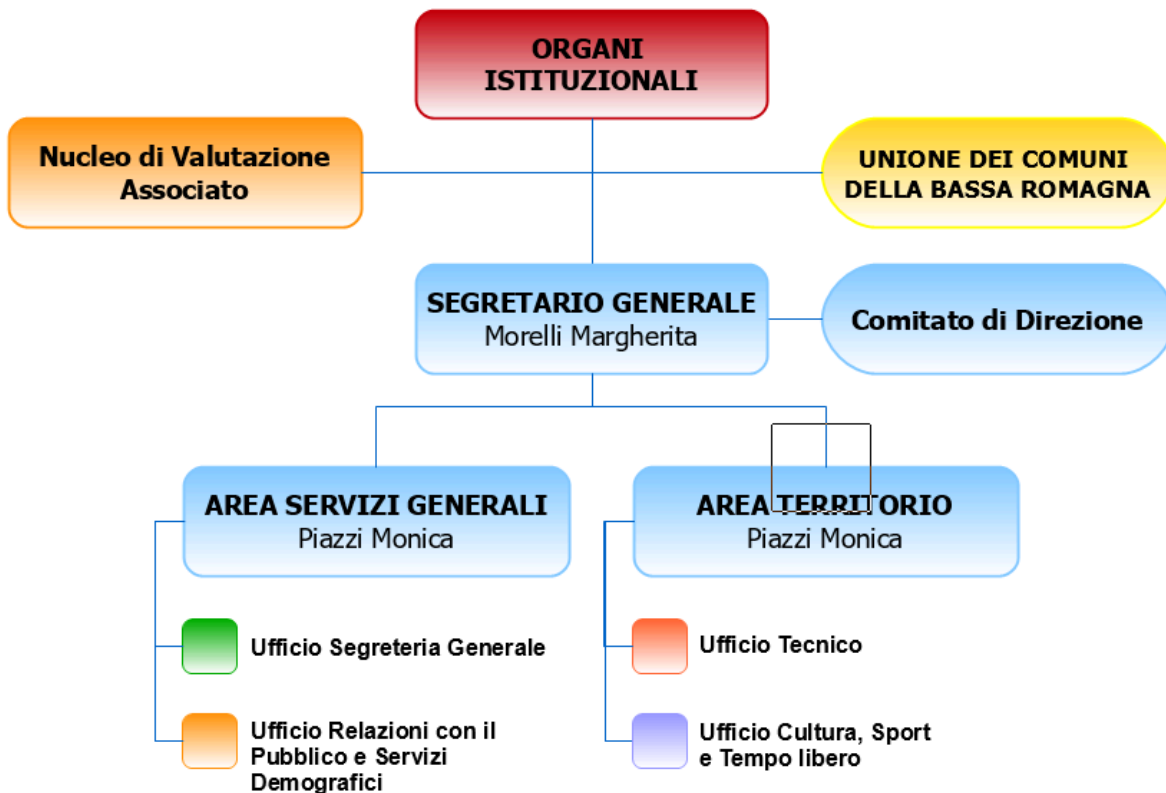 ORGANI
ISTITUZIONALI
Nucleo di Valutazione
Associato
UNIONE DEI COMUNI
DELLA BASSA ROMAGNA
SEGRETARIO GENERALE
Morelli Margherita
Comitato di Direzione
AREA SERVIZI GENERALI
Piazzi Monica
AREA TERRITORIO
Piazzi Monica
Ufficio Segreteria Generale
Ufficio Relazioni con il
Pubblico e Servizi
Demografici
Ufficio Tecnico
Ufficio Cultura, Sport
e Tempo libero